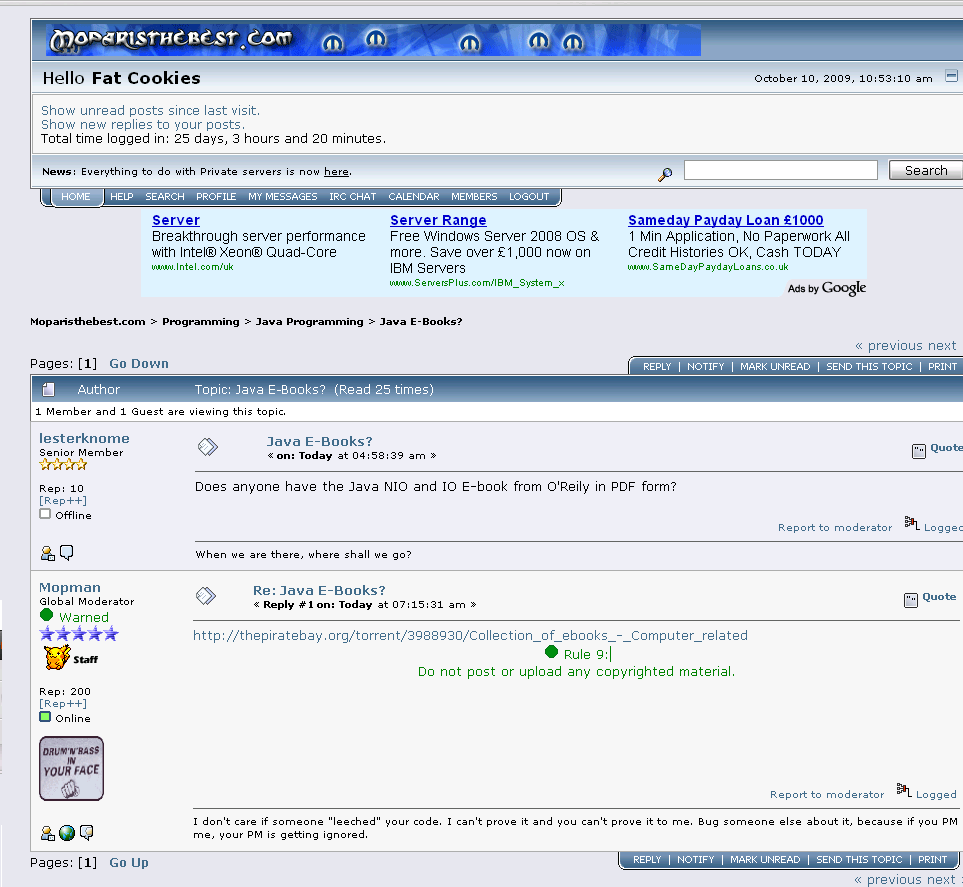 Moparisthebest.com
Hello Fat Cookies
October 10, 2009, 10:53:10 am
Show unread posts since last visit.
Show new replies to your posts.
Total time logged in: 25 days, 3 hours and 20 minutes.
News: Everything to do with Private servers is now here.
Search
HOME HELP SEARCH PROFILE MY MESSAGES IRC CHAT CALENDAR MEMBERS LOGOUT
Server
Breakthrough server performance
with Intel® Xeon® Quad-Core
www.Intel.com/uk
Server Range
Free Windows Server 2008 OS &
more. Save over £1,000 now on
IBM Servers
www.ServersPlus.com/IBM_System_x
Sameday Payday Loan £1000
1 Min Application, No Paperwork All
Credit Histories OK, Cash TODAY
www.SameDayPaydayLoans.co.uk
Ads by Google
Moparisthebest.com > Programming > Java Programming > Java E-Books?
« previous next
Pages: [1] Go Down
REPLY | NOTIFY | MARK UNREAD | SEND THIS TOPIC | PRINT
Author Topic: Java E-Books? (Read 25 times)
1 Member and 1 Guest are viewing this topic.
lesterknome
Senior Member
Rep: 10
[Rep++]
Offline
Java E-Books?
« on: Today at 04:58:39 am »
Quote
Does anyone have the Java NIO and IO E-book from O'Reily in PDF form?
Report to moderator Logged
When we are there, where shall we go?
Mopman
Global Moderator
Warned
Staff
Rep: 200
[Rep++]
Online
DRUM'N'BASS
IN
YOUR FACE
Re: Java E-Books?
« Reply #1 on: Today at 07:15:31 am »
Quote
http://thepiratebay.org/torrent/3988930/Collection_of_ebooks_-_Computer_related
Rule 9:
Do not post or upload any copyrighted material.
Report to moderator Logged
I don't care if someone "leeched" your code. I can't prove it and you can't prove it to me. Bug someone else about it, because if you PM
me, your PM is getting ignored.
Pages: [1] Go Up
REPLY | NOTIFY | MARK UNREAD | SEND THIS TOPIC | PRINT
« previous next